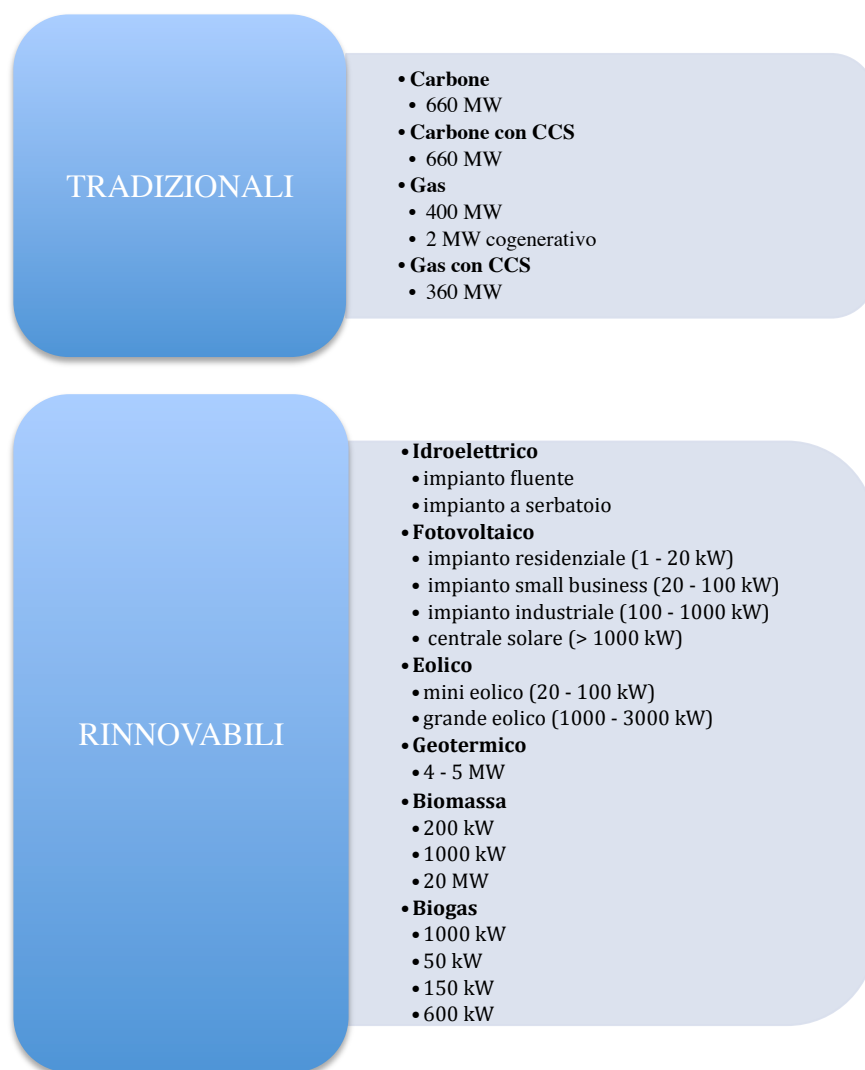 TRADIZIONALI
• Carbone
• 660 MW
• Carbone con CCS
• 660 MW
• Gas
• 400 MW
• 2 MW cogenerativo
• Gas con CCS
• 360 MW
RINNOVABILI
• Idroelettrico
• impianto fluente
• impianto a serbatoio
• Fotovoltaico
• impianto residenziale (1 - 20 kW)
• impianto small business (20 - 100 kW)
• impianto industriale (100 - 1000 kW)
• centrale solare (> 1000 kW)
• Eolico
• mini eolico (20 - 100 kW)
• grande eolico (1000 - 3000 kW)
• Geotermico
• 4 - 5 MW
• Biomassa
• 200 kW
• 1000 kW
• 20 MW
• Biogas
• 1000 kW
• 50 kW
• 150 kW
• 600 kW